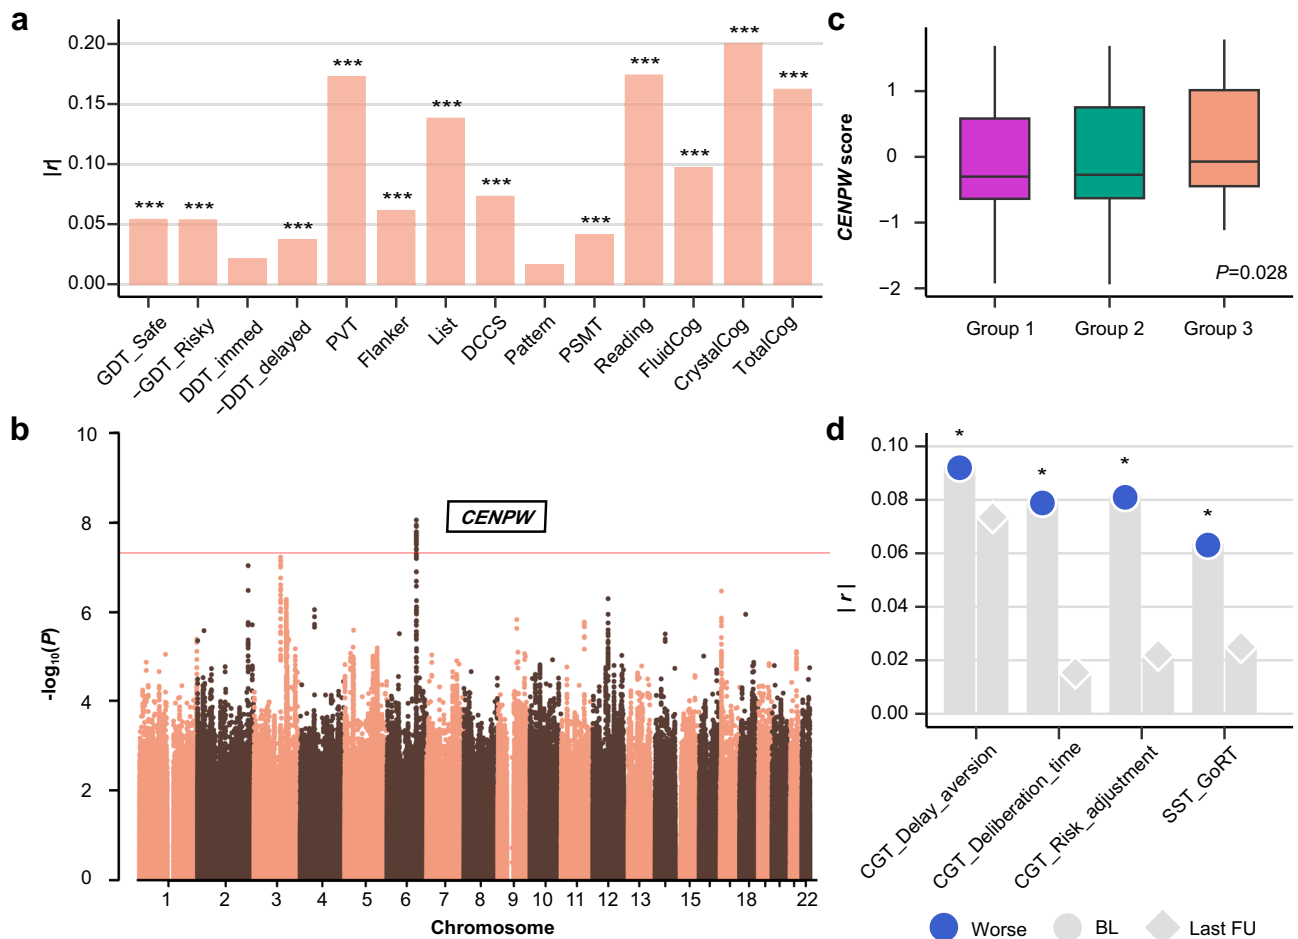 a
|r|
0.20
0.15
0.10
0.05
0.00
*** *** *** *** *** *** *** *** *** *** *** ***
GDT_Safe
−GDT_Risky
DDT_immed
−DDT_delayed
PVT
Flanker
List
DCCS
Pattern
PSMT
Reading
FluidCog
CrystalCog
TotalCog
c
CENPW score
1
0
−1
−2
P=0.028
Group 1 Group 2 Group 3
b
-log10(P)
10
8
6
4
2
0
CENPW
1 2 3 4 5 6 7 8 9 10 11 12 13 15 18 22
Chromosome
d
| r |
0.10
0.08
0.06
0.04
0.02
0.00
* * * *
CGT_Delay_aversion
CGT_Deliberation_time
CGT_Risk_adjustment
SST_GoRT
Worse BL Last FU